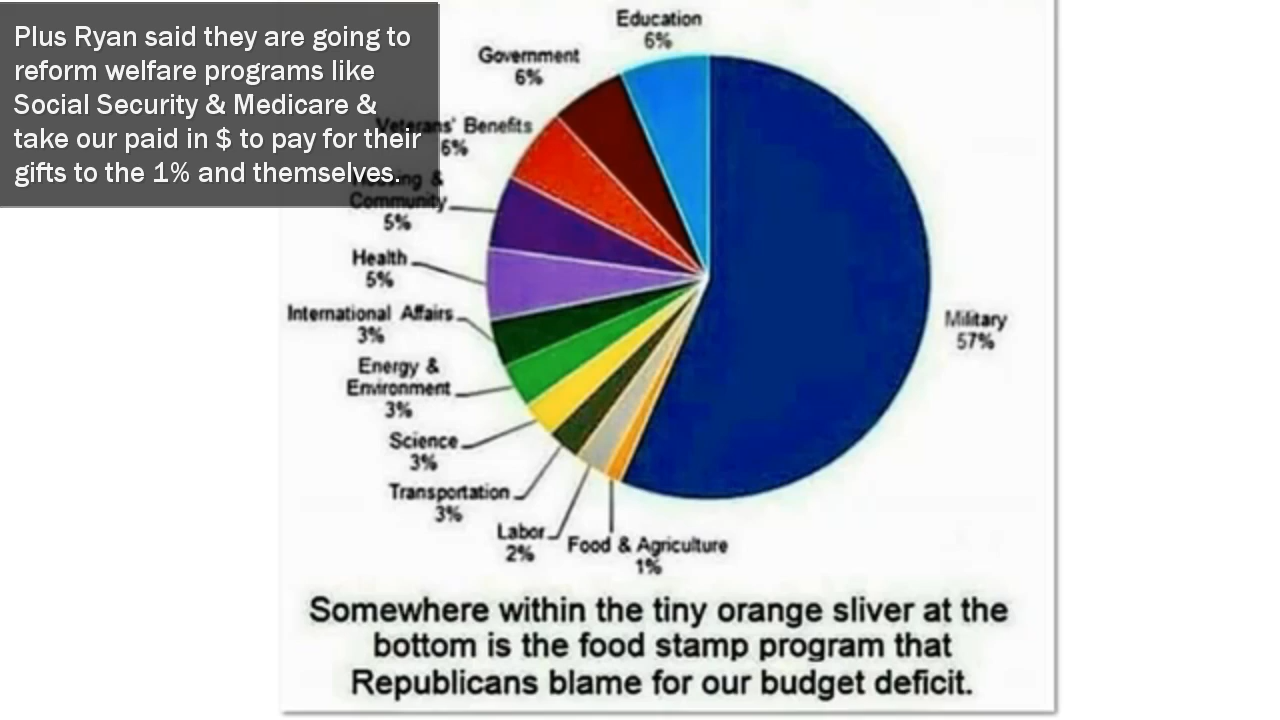 Plus Ryan said they are going to
reform welfare programs like
Social Security & Medicare &
take our paid in $ to pay for their
gifts to the 1% and themselves.
Education
6%
Government
6%
Veterans' Benefits
6%
Housing &
Community
5%
Health
5%
International Affairs
3%
Energy &
Environment
3%
Science
3%
Transportation
3%
Labor
2%
Food & Agriculture
1%
Military
57%
Somewhere within the tiny orange sliver at the
bottom is the food stamp program that
Republicans blame for our budget deficit.